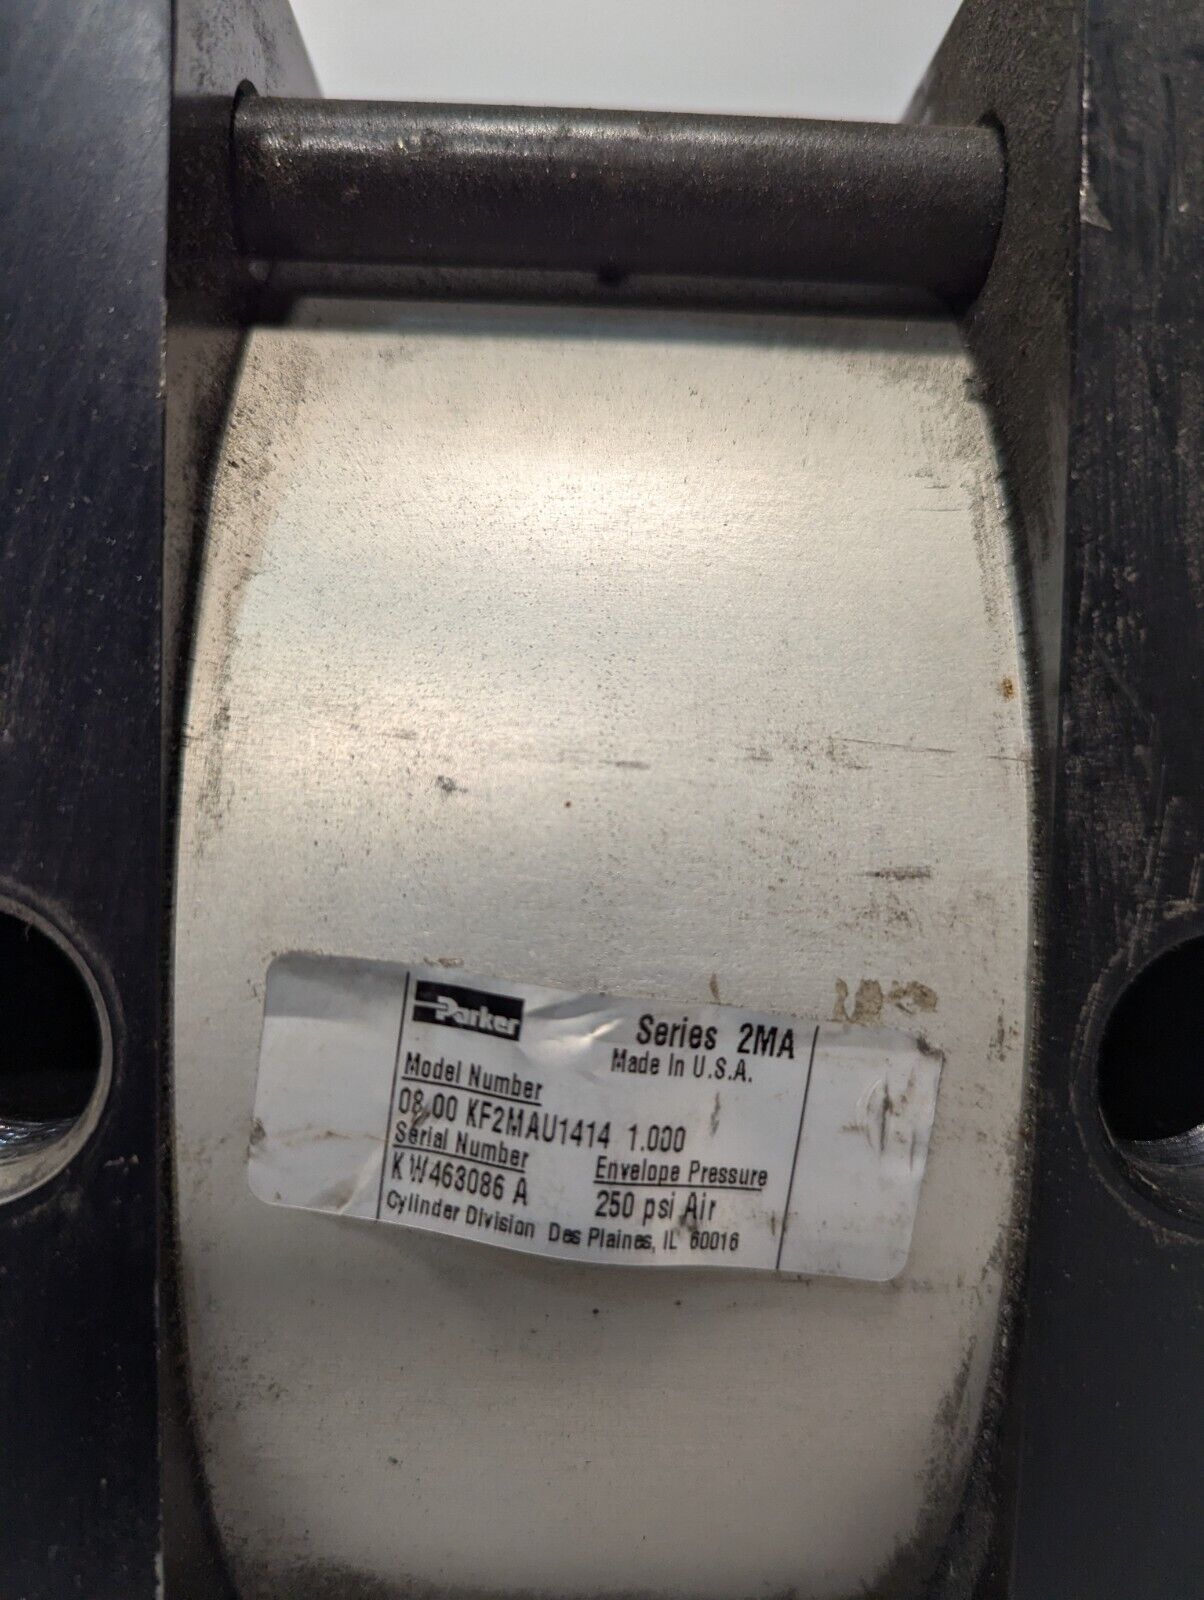 Parker
Series 2MA
Made In U.S.A.
Model Number
08.00 KF2MAU1414 1.000
Serial Number
KW463086 A
Envelope Pressure
250 psi Air
Cylinder Division Des Plaines, IL 60016